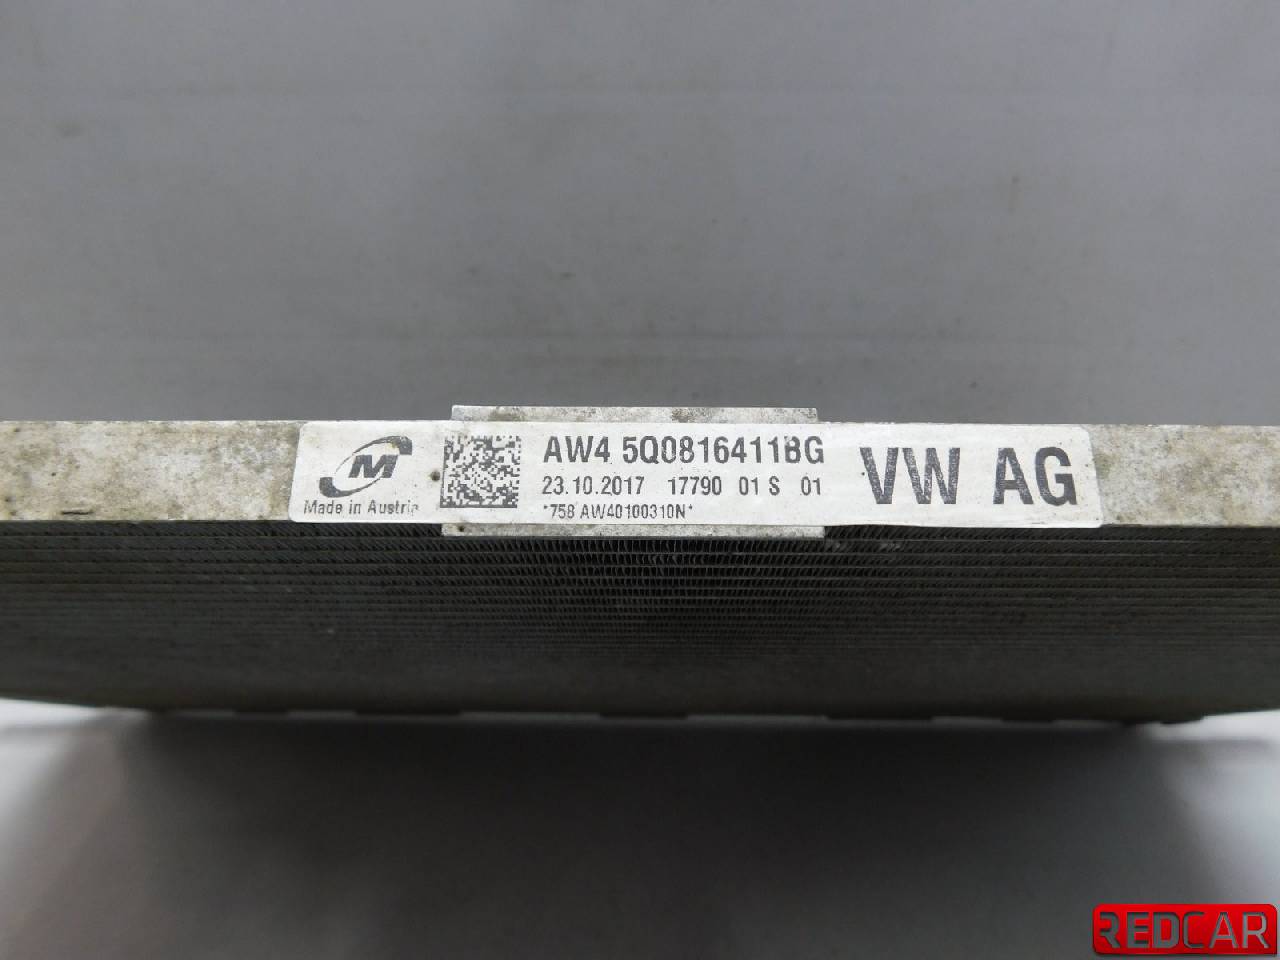 M
Made in Austria
AW4 5Q0816411BG
23.10.2017 17790 01 S 01
*758 AW40100310N*
VW AG
REDCAR